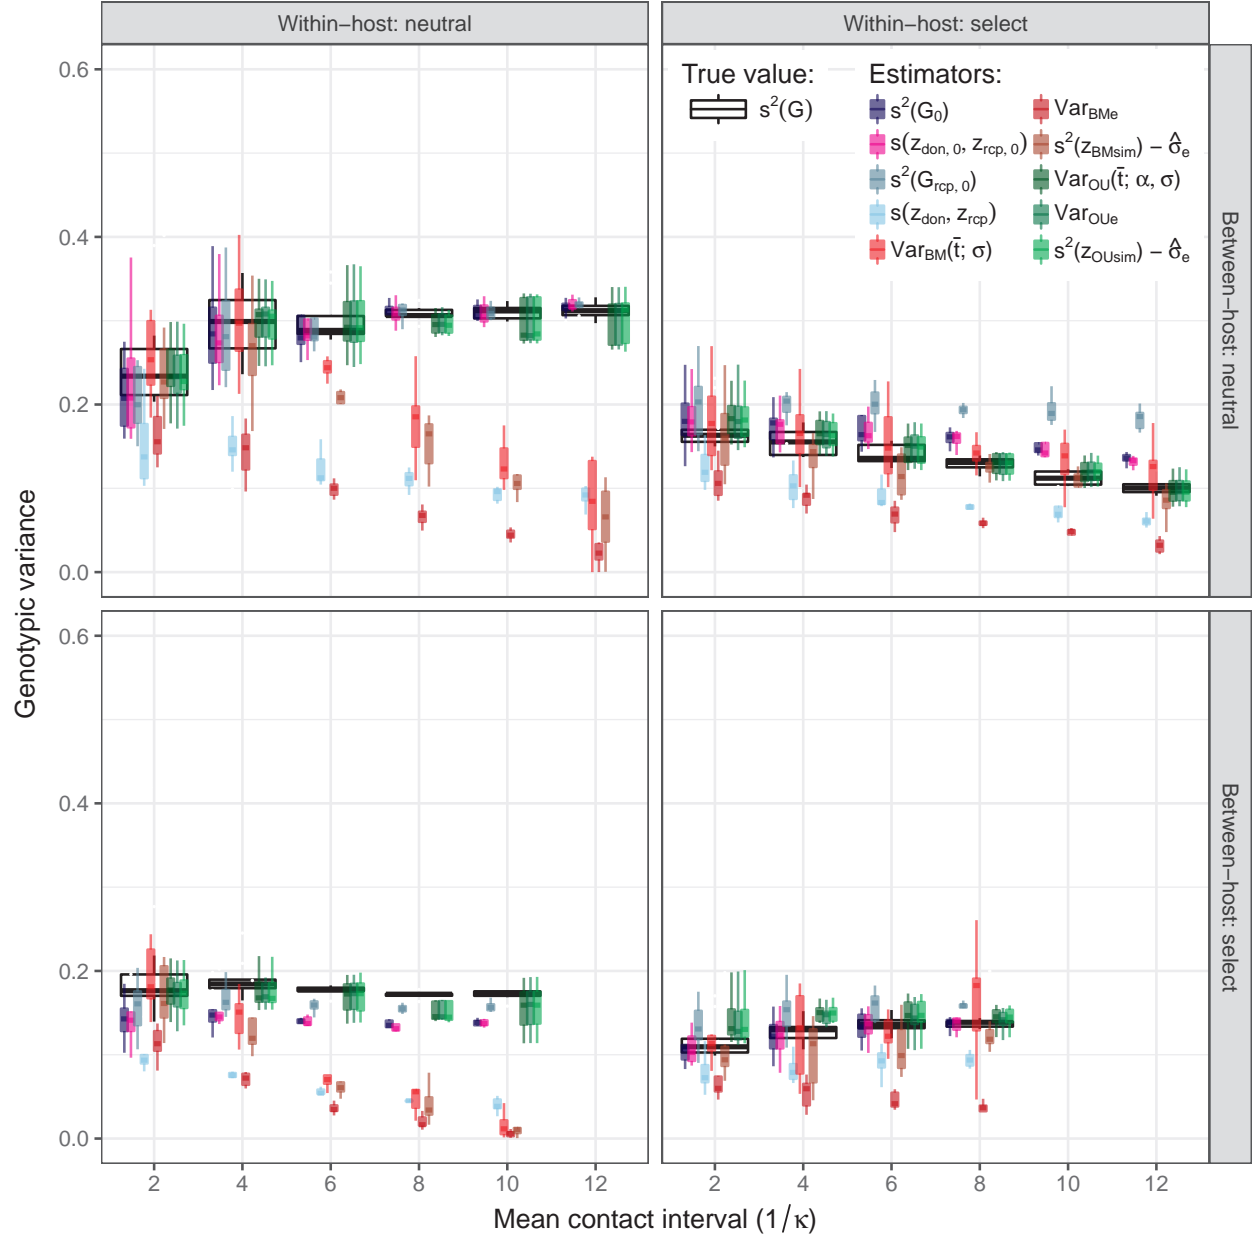 Within−host: neutral
Within−host: select
True value:
s²(G)
Estimators:
s²(G₀)
s(z_don, 0, z_rcp, 0)
s²(G_rcp, 0)
s(z_don, z_rcp)
Var_BM(t̄; σ)
Var_BMe
s²(z_BMsim) − σ̂_e
Var_OU(t̄; α, σ)
Var_OUe
s²(z_OUsim) − σ̂_e
0.6
0.4
0.2
0.0
Between−host: neutral
Genotypic variance
0.6
0.4
0.2
0.0
Between−host: select
2 4 6 8 10 12
2 4 6 8 10 12
Mean contact interval (1/κ)